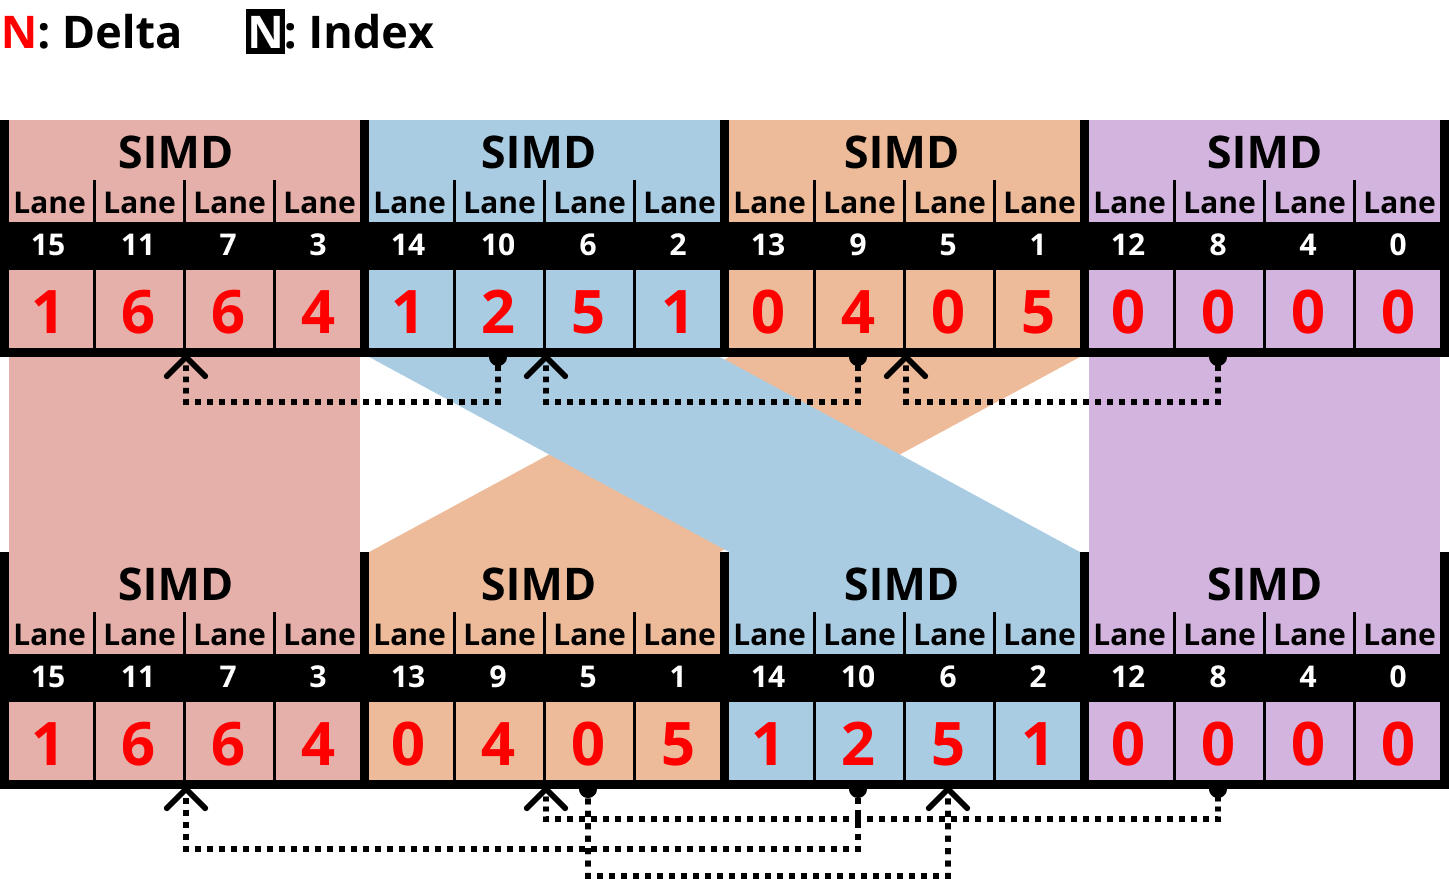 N: Delta N: Index
SIMD SIMD SIMD SIMD
Lane Lane Lane Lane Lane Lane Lane Lane Lane Lane Lane Lane Lane Lane Lane Lane
15 11 7 3 14 10 6 2 13 9 5 1 12 8 4 0
1 6 6 4 1 2 5 1 0 4 0 5 0 0 0 0
SIMD SIMD SIMD SIMD
Lane Lane Lane Lane Lane Lane Lane Lane Lane Lane Lane Lane Lane Lane Lane Lane
15 11 7 3 13 9 5 1 14 10 6 2 12 8 4 0
1 6 6 4 0 4 0 5 1 2 5 1 0 0 0 0